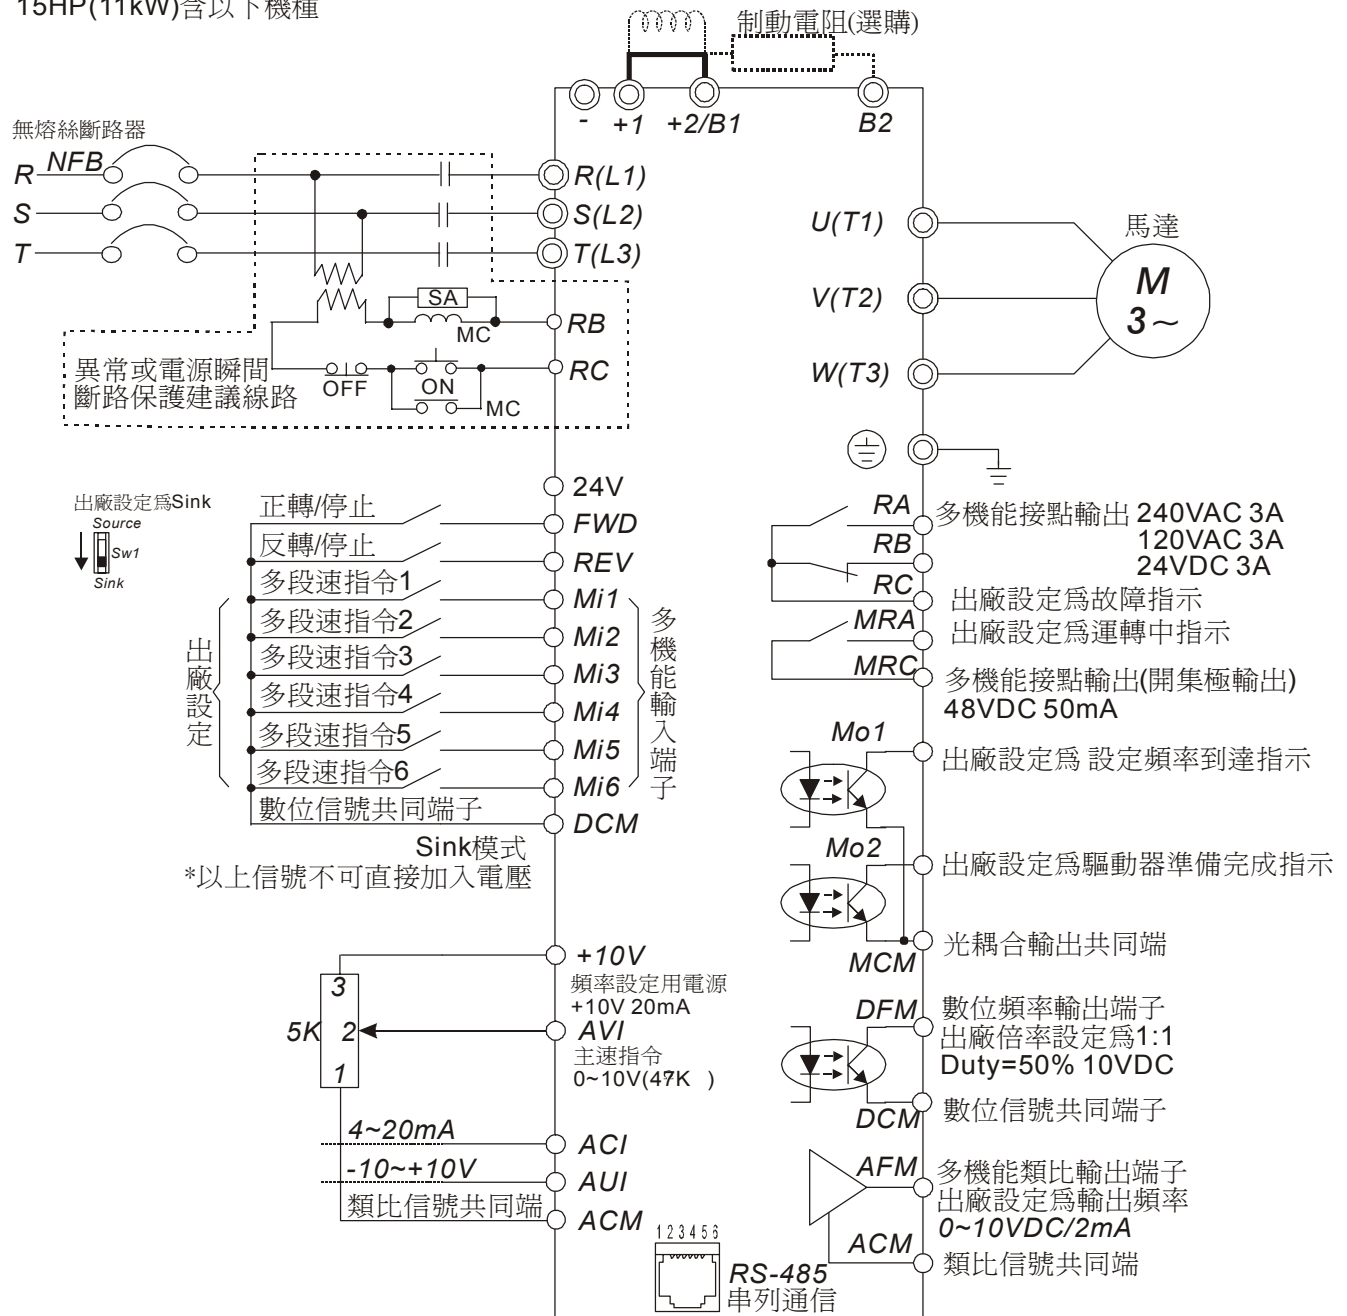 15HP(11kW)含以下機種
制動電阻(選購)
-
+1
+2/B1
B2
無熔絲斷路器
NFB
R
S
T
R(L1)
S(L2)
T(L3)
SA
MC
RB
RC
OFF
ON
MC
異常或電源瞬間
斷路保護建議線路
U(T1)
V(T2)
W(T3)
馬達
M
3~
出廠設定爲Sink
Source
Sw1
Sink
24V
正轉/停止
FWD
反轉/停止
REV
多段速指令1
Mi1
多段速指令2
Mi2
多段速指令3
Mi3
多段速指令4
Mi4
多段速指令5
Mi5
多段速指令6
Mi6
數位信號共同端子
DCM
出廠設定
多機能輸入端子
Sink模式
*以上信號不可直接加入電壓
RA
多機能接點輸出 240VAC 3A
120VAC 3A
24VDC 3A
RB
RC
出廠設定爲故障指示
MRA
出廠設定爲運轉中指示
MRC
多機能接點輸出(開集極輸出)
48VDC 50mA
Mo1
出廠設定爲 設定頻率到達指示
Mo2
出廠設定爲驅動器準備完成指示
MCM
光耦合輸出共同端
DFM
數位頻率輸出端子
出廠倍率設定爲1:1
Duty=50% 10VDC
DCM
數位信號共同端子
AFM
多機能類比輸出端子
出廠設定爲輸出頻率
0~10VDC/2mA
ACM
類比信號共同端
+10V
頻率設定用電源
+10V 20mA
3
5K
2
1
AVI
主速指令
0~10V(47K )
4~20mA
ACI
-10~+10V
AUI
類比信號共同端
ACM
123456
RS-485
串列通信